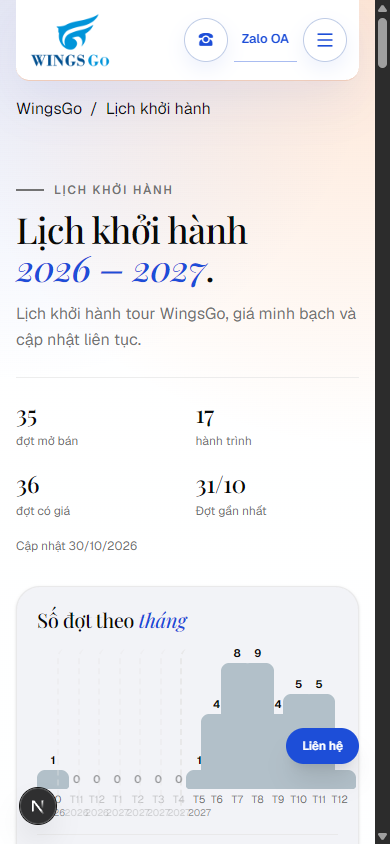 WINGS Go
Zalo OA
WingsGo / Lịch khởi hành
LỊCH KHỞI HÀNH
Lịch khởi hành
2026 – 2027.
Lịch khởi hành tour WingsGo, giá minh bạch và
cập nhật liên tục.
35 17
đợt mở bán hành trình
36 31/10
đợt có giá Đợt gần nhất
Cập nhật 30/10/2026
Số đợt theo tháng
8 9
5 5
4 4
1 1
0 0 0 0 0 0
T11 T12 T1 T2 T3 T4 T5 T6 T7 T8 T9 T10 T11 T12
2027
Liên hệ
N